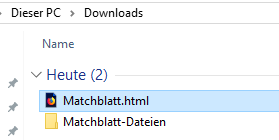 Dieser PC > Downloads
Name
Heute (2)
Matchblatt.html
Matchblatt-Dateien